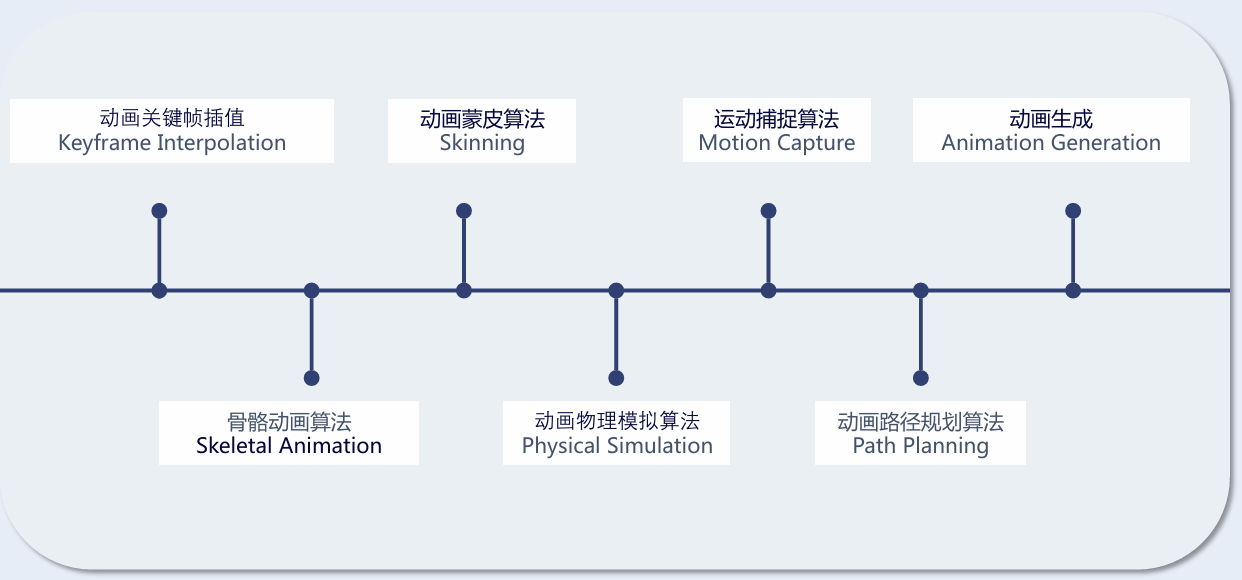 动画关键帧插值
Keyframe Interpolation
动画蒙皮算法
Skinning
运动捕捉算法
Motion Capture
动画生成
Animation Generation
骨骼动画算法
Skeletal Animation
动画物理模拟算法
Physical Simulation
动画路径规划算法
Path Planning